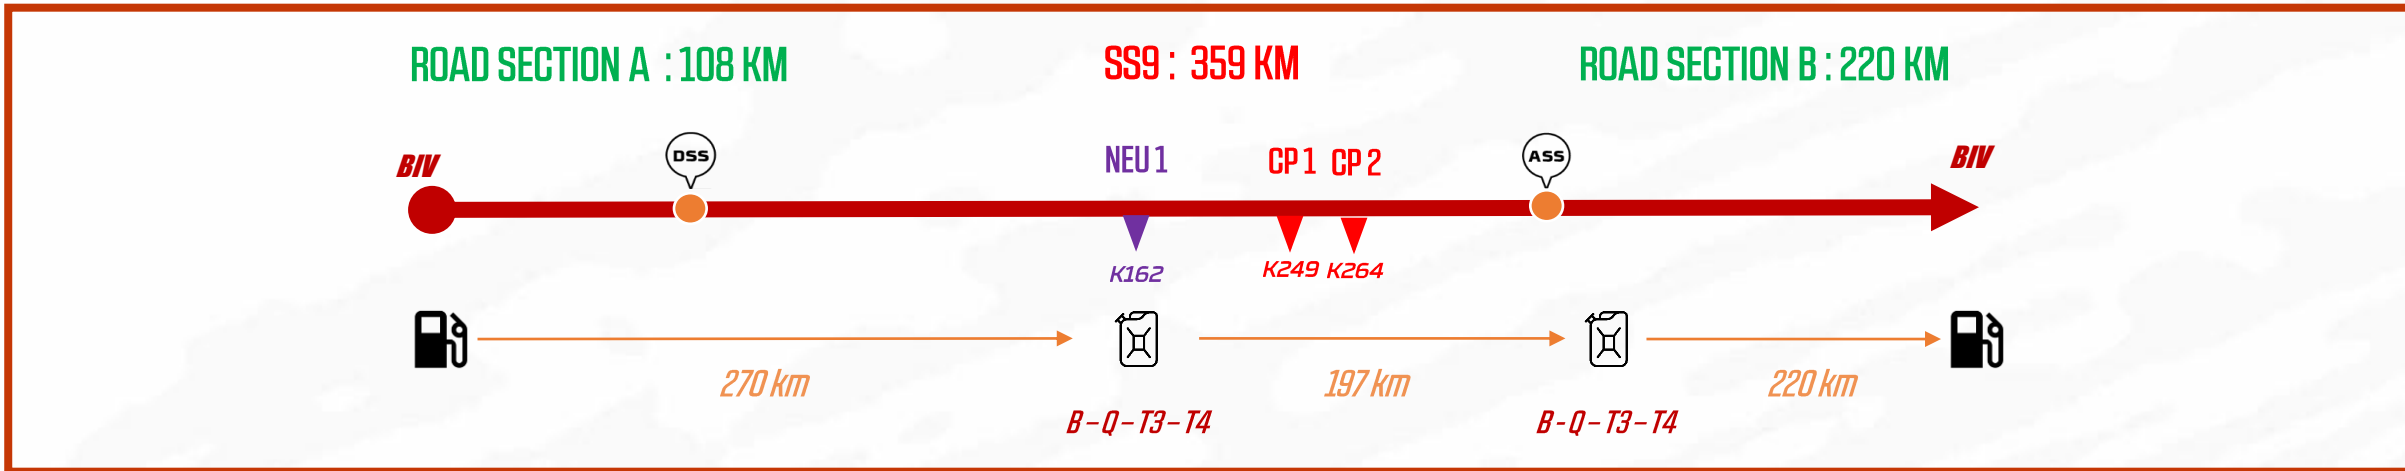 ROAD SECTION A : 108 KM
SS9 : 359 KM
ROAD SECTION B : 220 KM
BIV
DSS
NEU 1
CP 1
CP 2
ASS
BIV
K162
K249
K264
270 km
197 km
220 km
B – Q – T3 – T4
B - Q – T3 – T4